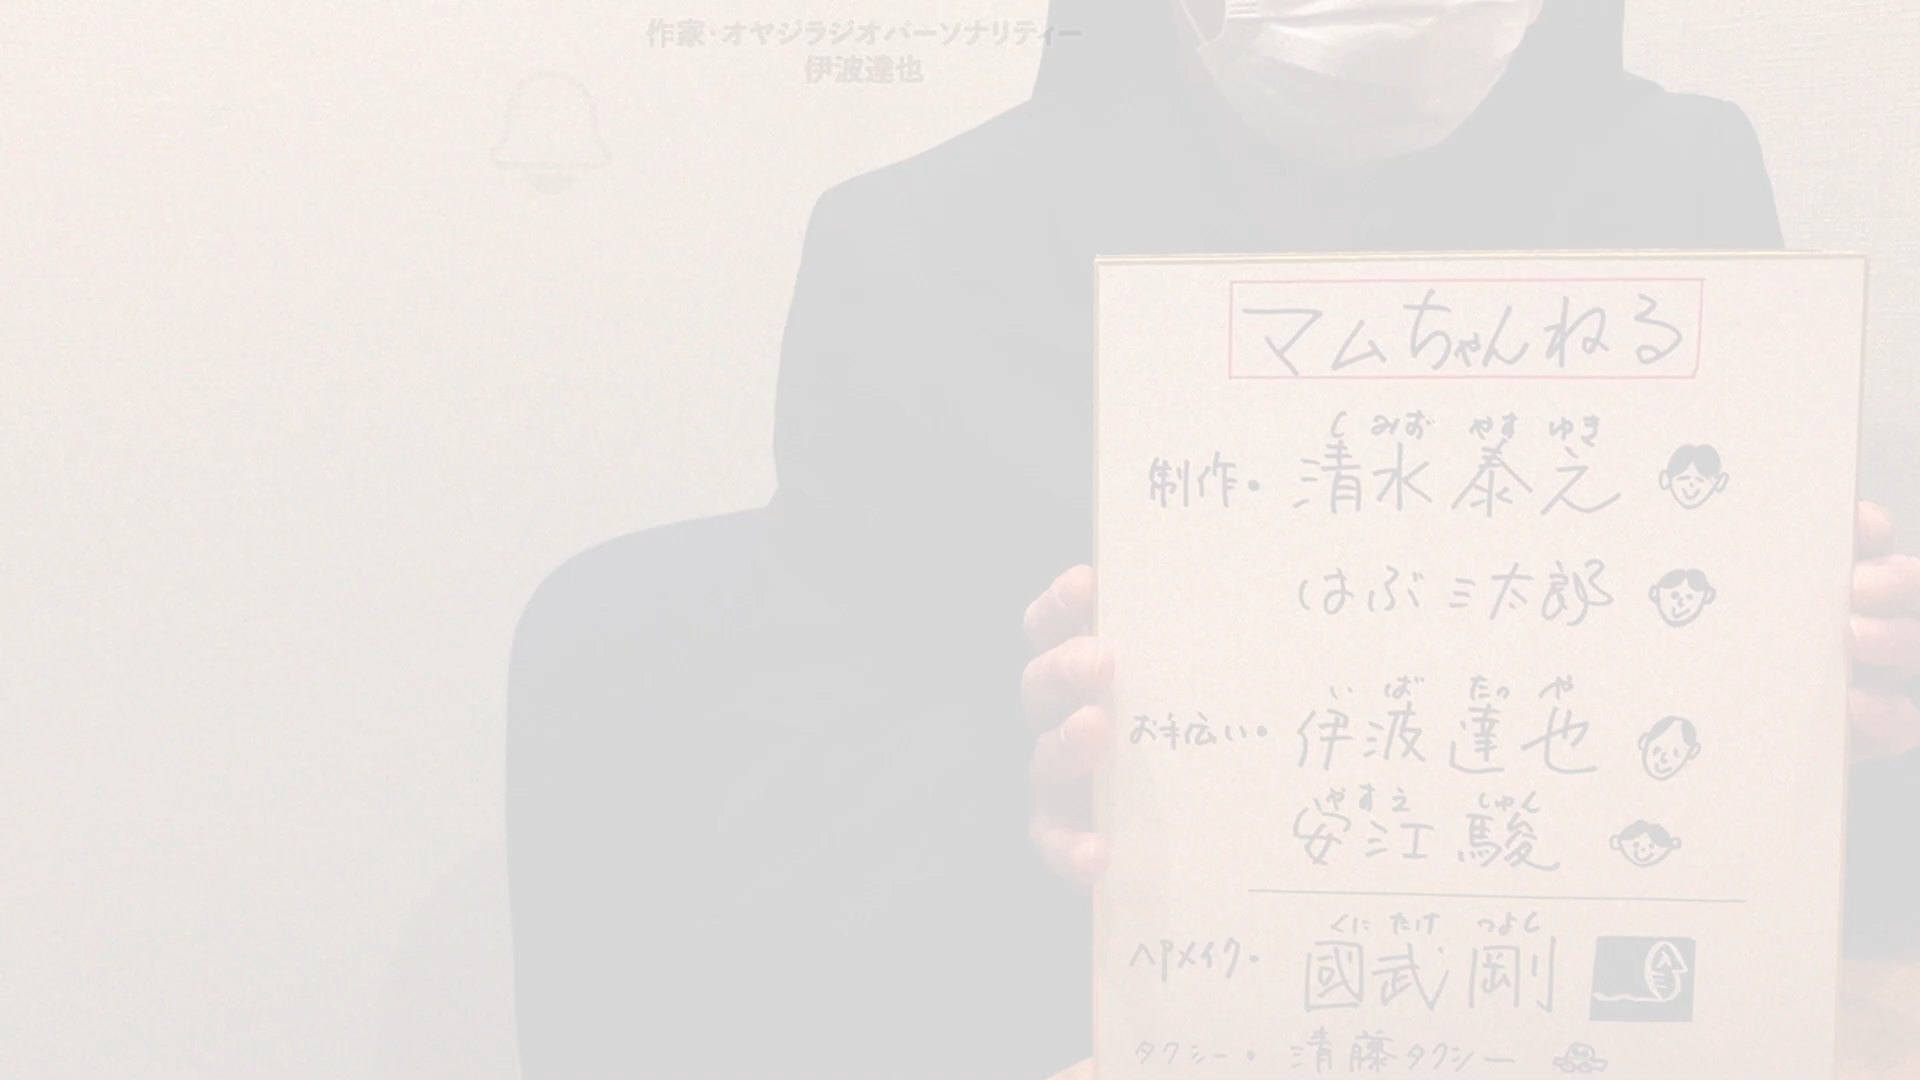 作家・オヤジラジオパーソナリティー
伊波達也
マムちゃんねる
しみお やす ゆき
制作・清水泰之
はぶ三太郎
いば たつ や
お手伝い・伊波達也
やすえ しゅん
安江駿
くに たけ つよし
ヘアメイク・國武剛
タクシー・清藤タクシー